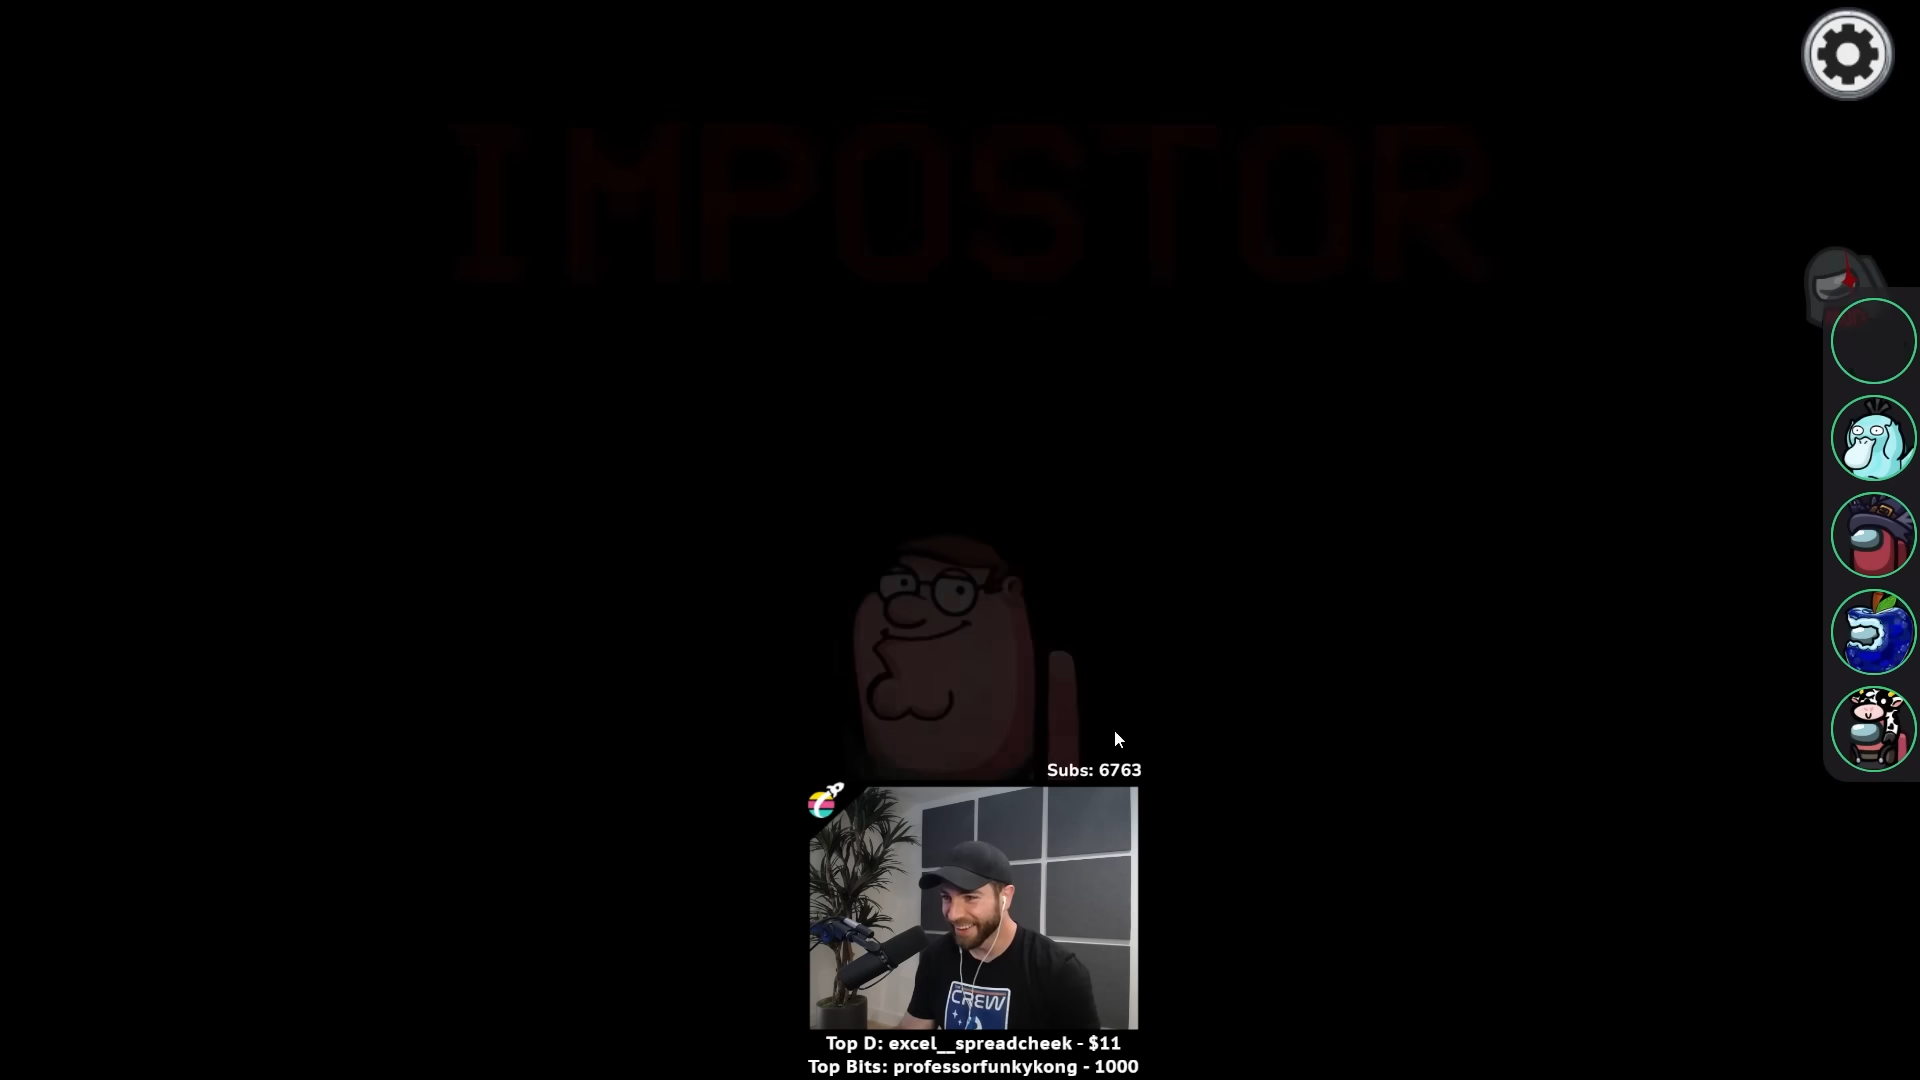 IMPOSTOR
Subs: 6763
CREW
Top D: excel__spreadcheek - $11
Top Bits: professorfunkykong - 1000